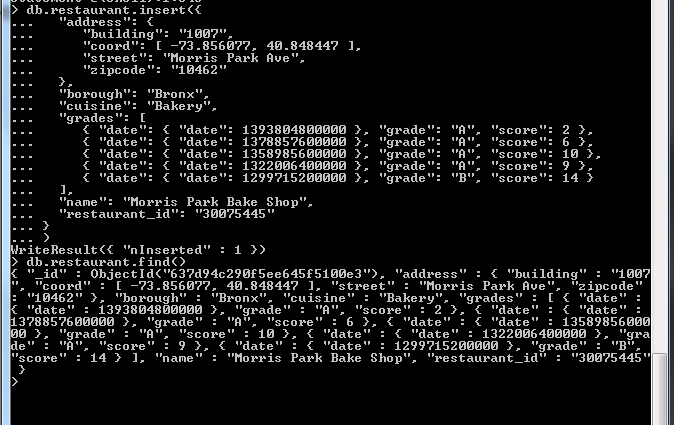 > db.restaurant.insert({
...    "address": {
...       "building": "1007",
...       "coord": [ -73.856077, 40.848447 ],
...       "street": "Morris Park Ave",
...       "zipcode": "10462"
...    },
...    "borough": "Bronx",
...    "cuisine": "Bakery",
...    "grades": [
...       { "date": { "date": 1393804800000 }, "grade": "A", "score": 2 },
...       { "date": { "date": 1378857600000 }, "grade": "A", "score": 6 },
...       { "date": { "date": 1358985600000 }, "grade": "A", "score": 10 },
...       { "date": { "date": 1322006400000 }, "grade": "A", "score": 9 },
...       { "date": { "date": 1299715200000 }, "grade": "B", "score": 14 }
...    ],
...    "name": "Morris Park Bake Shop",
...    "restaurant_id": "30075445"
... }
... )
WriteResult({ "nInserted" : 1 })
> db.restaurant.find()
{ "_id" : ObjectId("637d94c290f5ee645f5100e3"), "address" : { "building" : "1007
", "coord" : [ -73.856077, 40.848447 ], "street" : "Morris Park Ave", "zipcode"
: "10462" }, "borough" : "Bronx", "cuisine" : "Bakery", "grades" : [ { "date" :
{ "date" : 1393804800000 }, "grade" : "A", "score" : 2 }, { "date" : { "date" :
1378857600000 }, "grade" : "A", "score" : 6 }, { "date" : { "date" : 13589856000
00 }, "grade" : "A", "score" : 10 }, { "date" : { "date" : 1322006400000 }, "gra
de" : "A", "score" : 9 }, { "date" : { "date" : 1299715200000 }, "grade" : "B",
"score" : 14 } ], "name" : "Morris Park Bake Shop", "restaurant_id" : "30075445"
 }
>